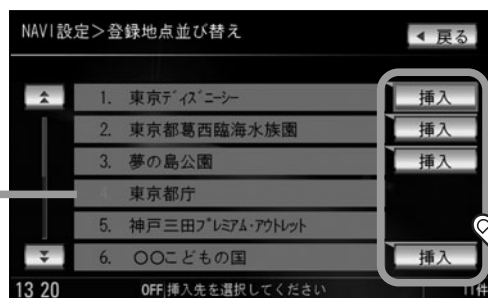 NAVI設定＞登録地点並び替え
戻る
1. 東京ﾃﾞｨｽﾞﾆｰｼｰ 挿入
2. 東京都葛西臨海水族園 挿入
3. 夢の島公園 挿入
4. 東京都庁
5. 神戸三田ﾌﾟﾚﾐｱﾑ･ｱｳﾄﾚｯﾄ
6. 〇〇こどもの国 挿入
13 20 OFF 挿入先を選択してください 11件